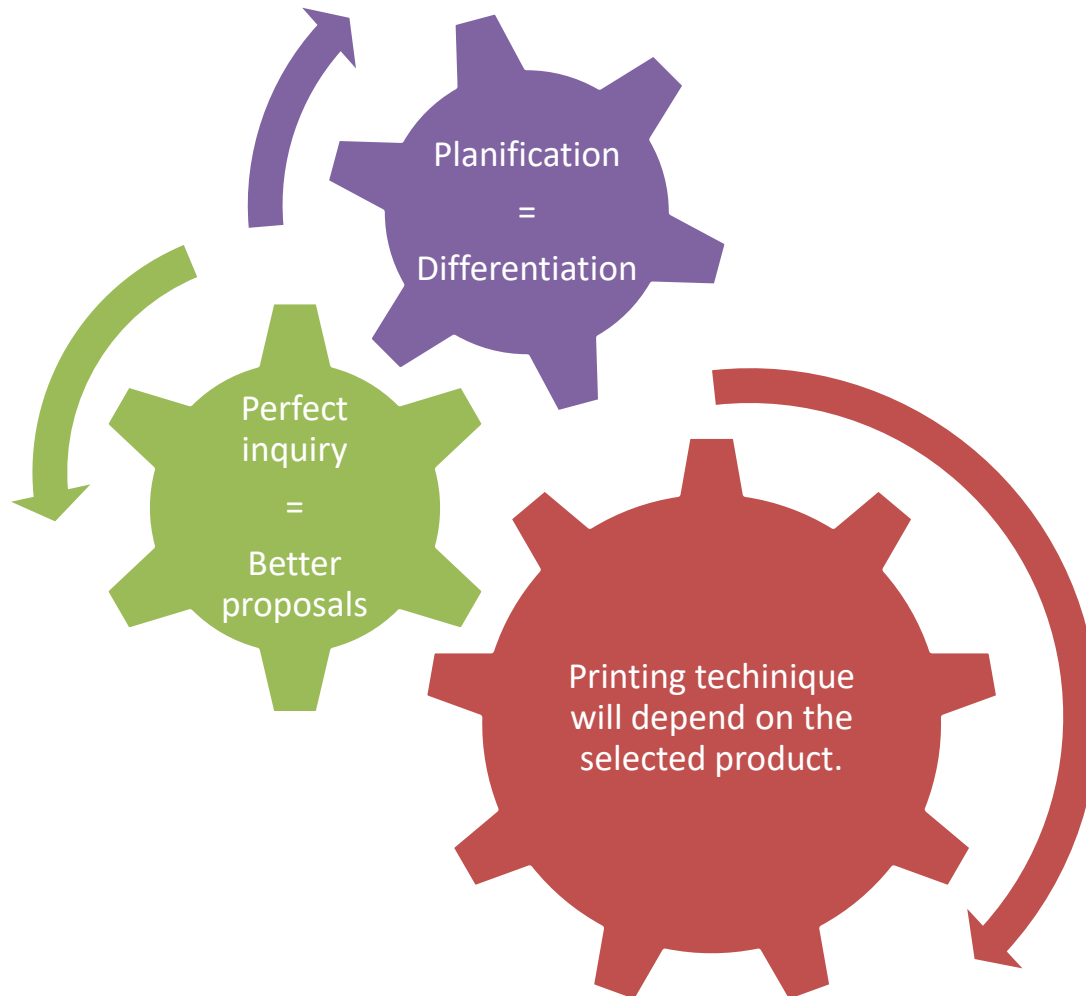 Planification
=
Differentiation
Perfect
inquiry
=
Better
proposals
Printing techinique
will depend on the
selected product.